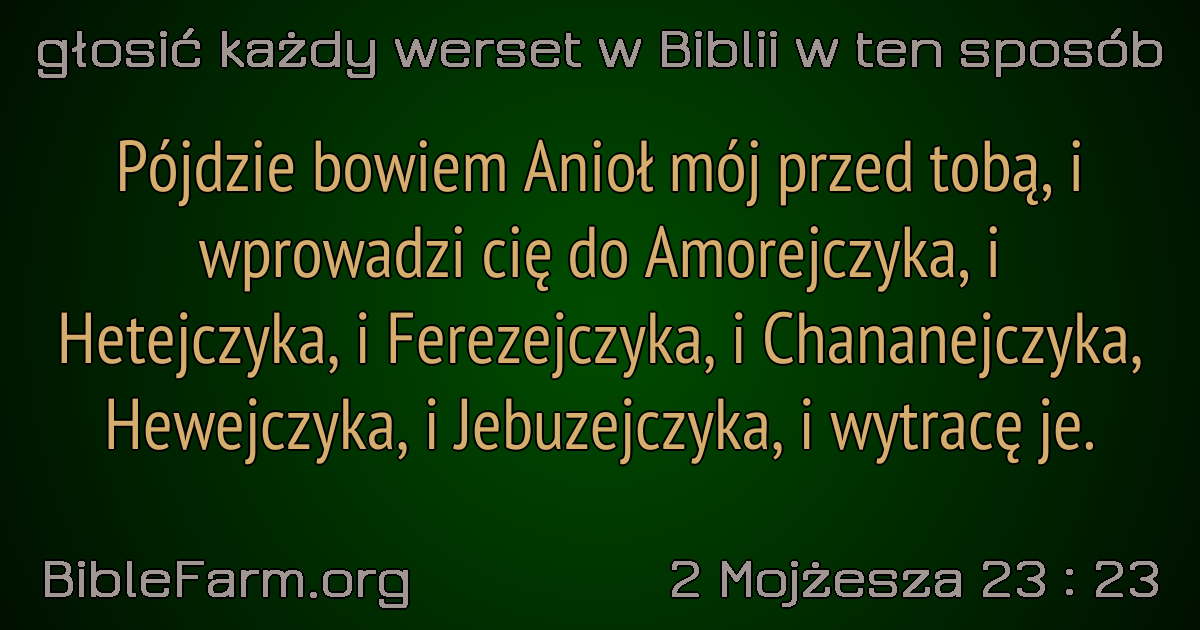 głosić każdy werset w Biblii w ten sposób
Pójdzie bowiem Anioł mój przed tobą, i
wprowadzi cię do Amorejczyka, i
Hetejczyka, i Ferezejczyka, i Chananejczyka,
Hewejczyka, i Jebuzejczyka, i wytracę je.
BibleFarm.org
2 Mojżesza 23 : 23